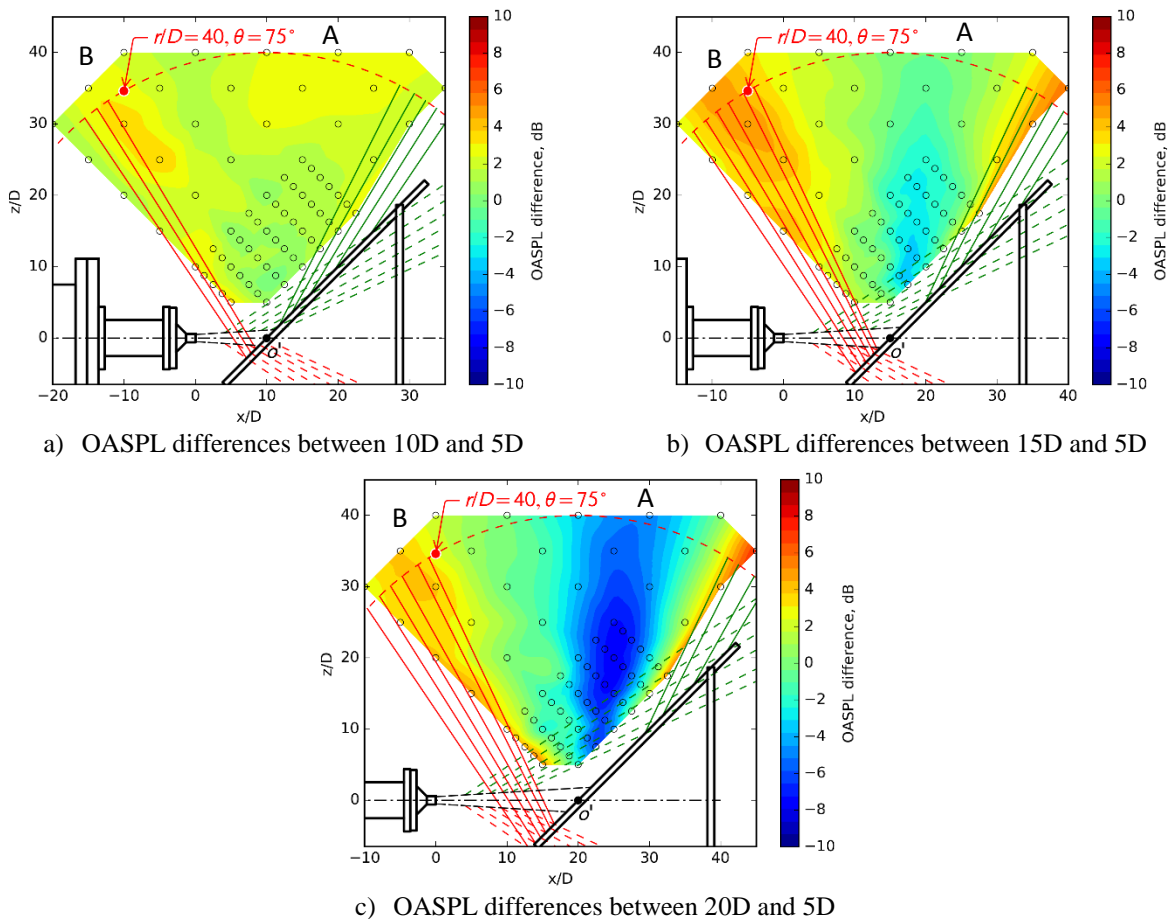 B
r/D=40, θ=75°
A
40
30
20
10
0
z/D
−20
−10
0
10
20
30
x/D
o'
10
8
6
4
2
0
−2
−4
−6
−8
−10
OASPL difference, dB
a) OASPL differences between 10D and 5D
B
r/D=40, θ=75°
A
40
30
20
10
0
z/D
−10
0
10
20
30
40
x/D
o'
10
8
6
4
2
0
−2
−4
−6
−8
−10
OASPL difference, dB
b) OASPL differences between 15D and 5D
B
r/D=40, θ=75°
A
40
30
20
10
0
z/D
−10
0
10
20
30
40
x/D
o'
10
8
6
4
2
0
−2
−4
−6
−8
−10
OASPL difference, dB
c) OASPL differences between 20D and 5D